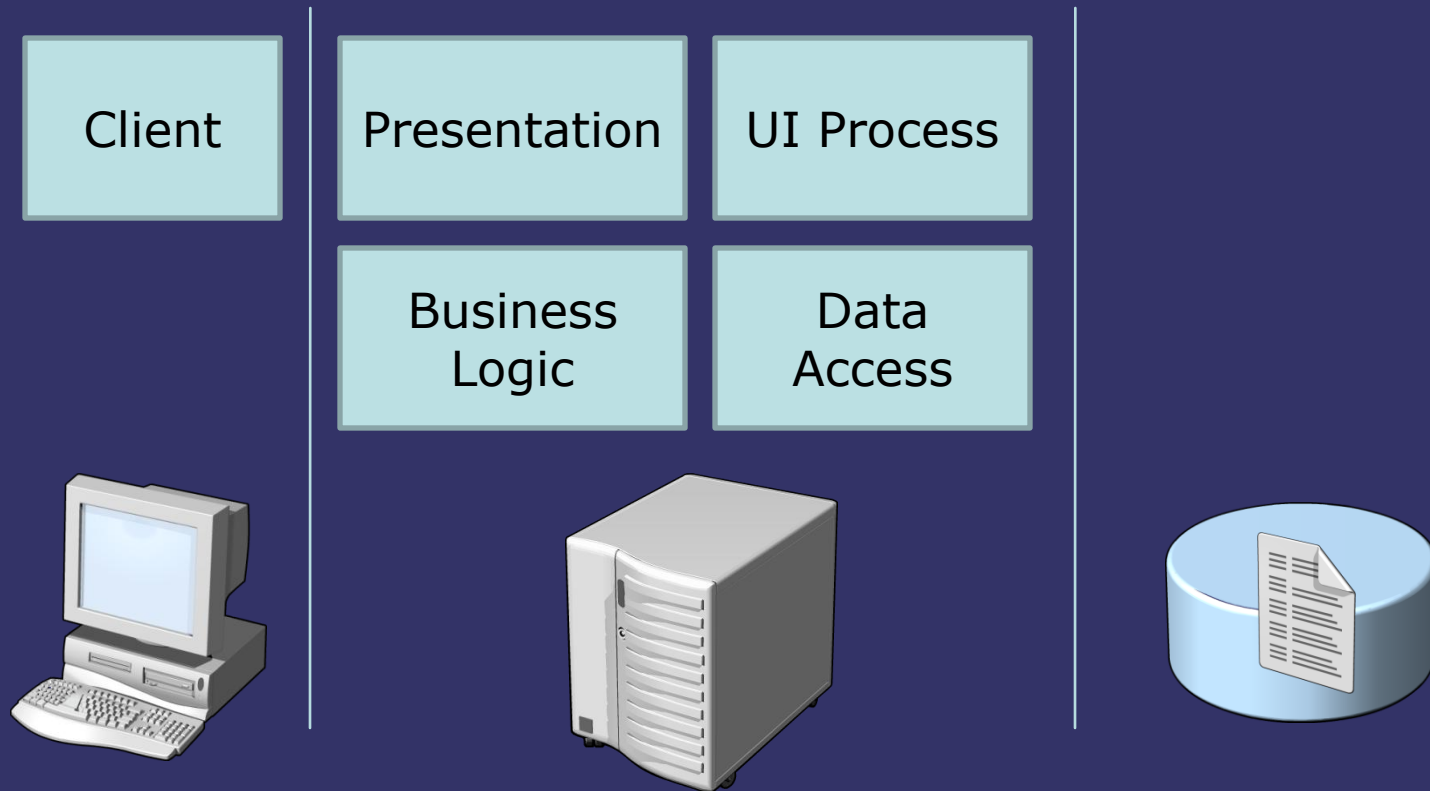 Client
Presentation
UI Process
Business
Logic
Data
Access